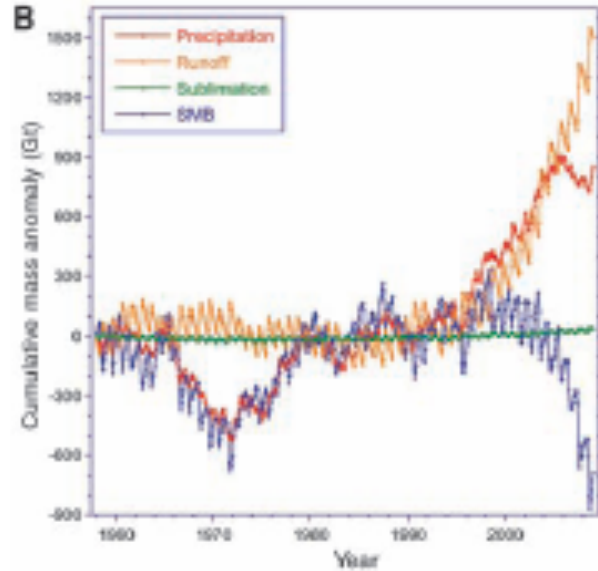 B
Precipitation
Runoff
Sublimation
SMB
Cumulative mass anomaly (Gt)
1500
1200
900
600
300
0
-300
-600
-900
1960
1970
1980
1990
2000
Year